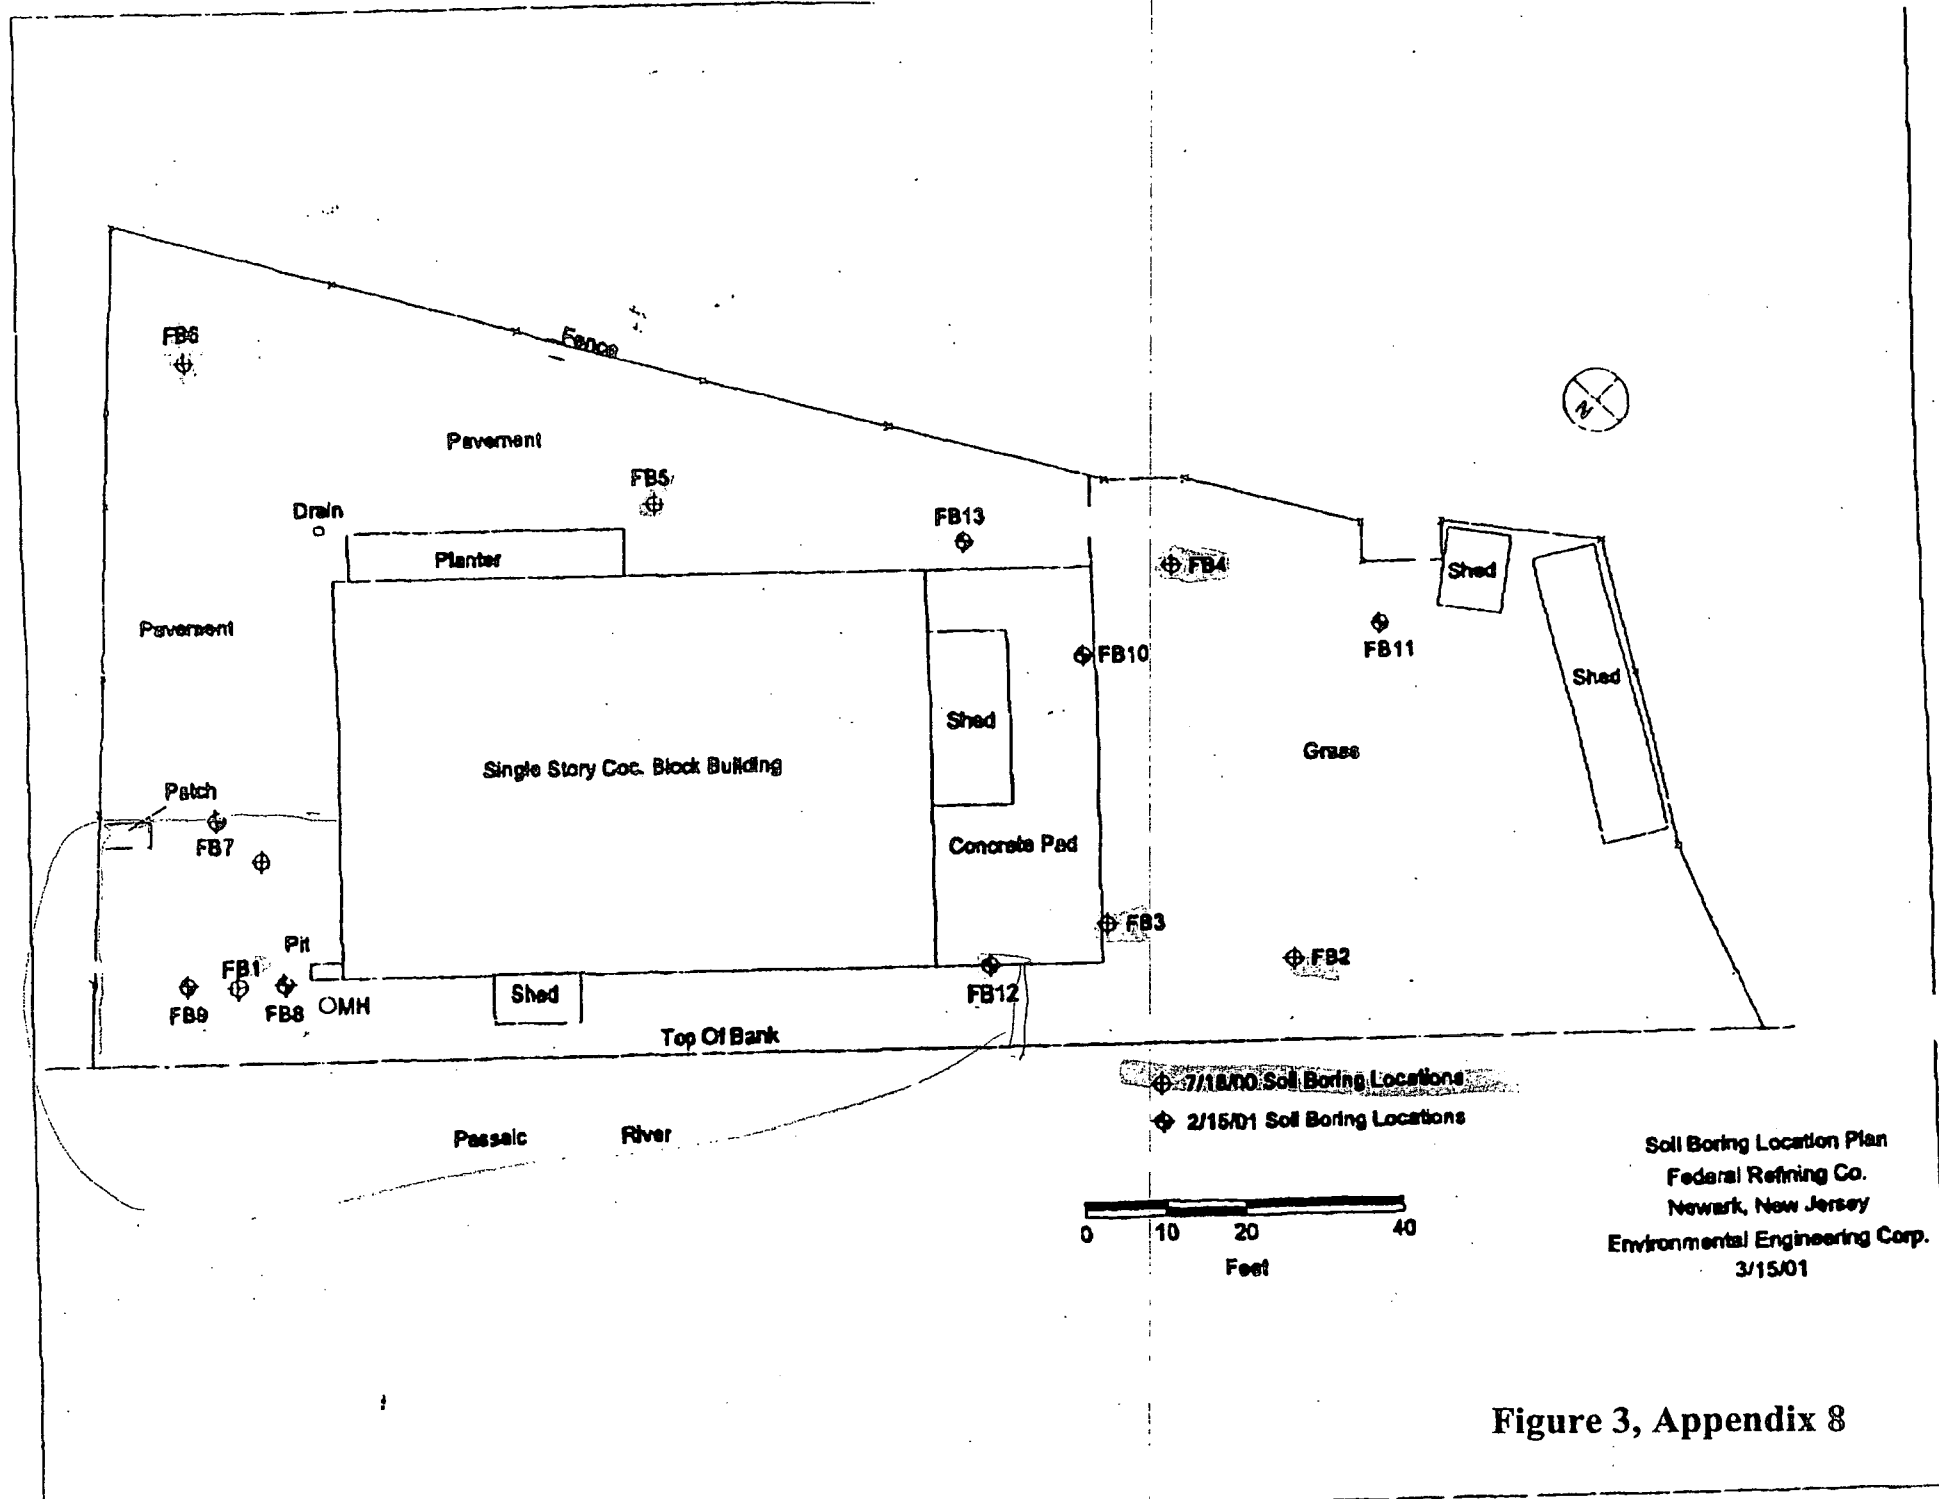 FB6
Fence
Pavement
FB5
Drain
FB13
Planter
FB4
Shed
Pavement
FB11
FB10
Shed
Shed
Grass
Single Story Coc. Block Building
Patch
FB7
Concrete Pad
FB3
Pit
FB1
FB2
FB9
FB8
MH
Shed
FB12
Top Of Bank
7/18/00 Soil Boring Locations
2/15/01 Soil Boring Locations
Passaic River
Soil Boring Location Plan
Federal Refining Co.
Newark, New Jersey
Environmental Engineering Corp.
3/15/01
0 10 20 40
Feet
N
Figure 3, Appendix 8